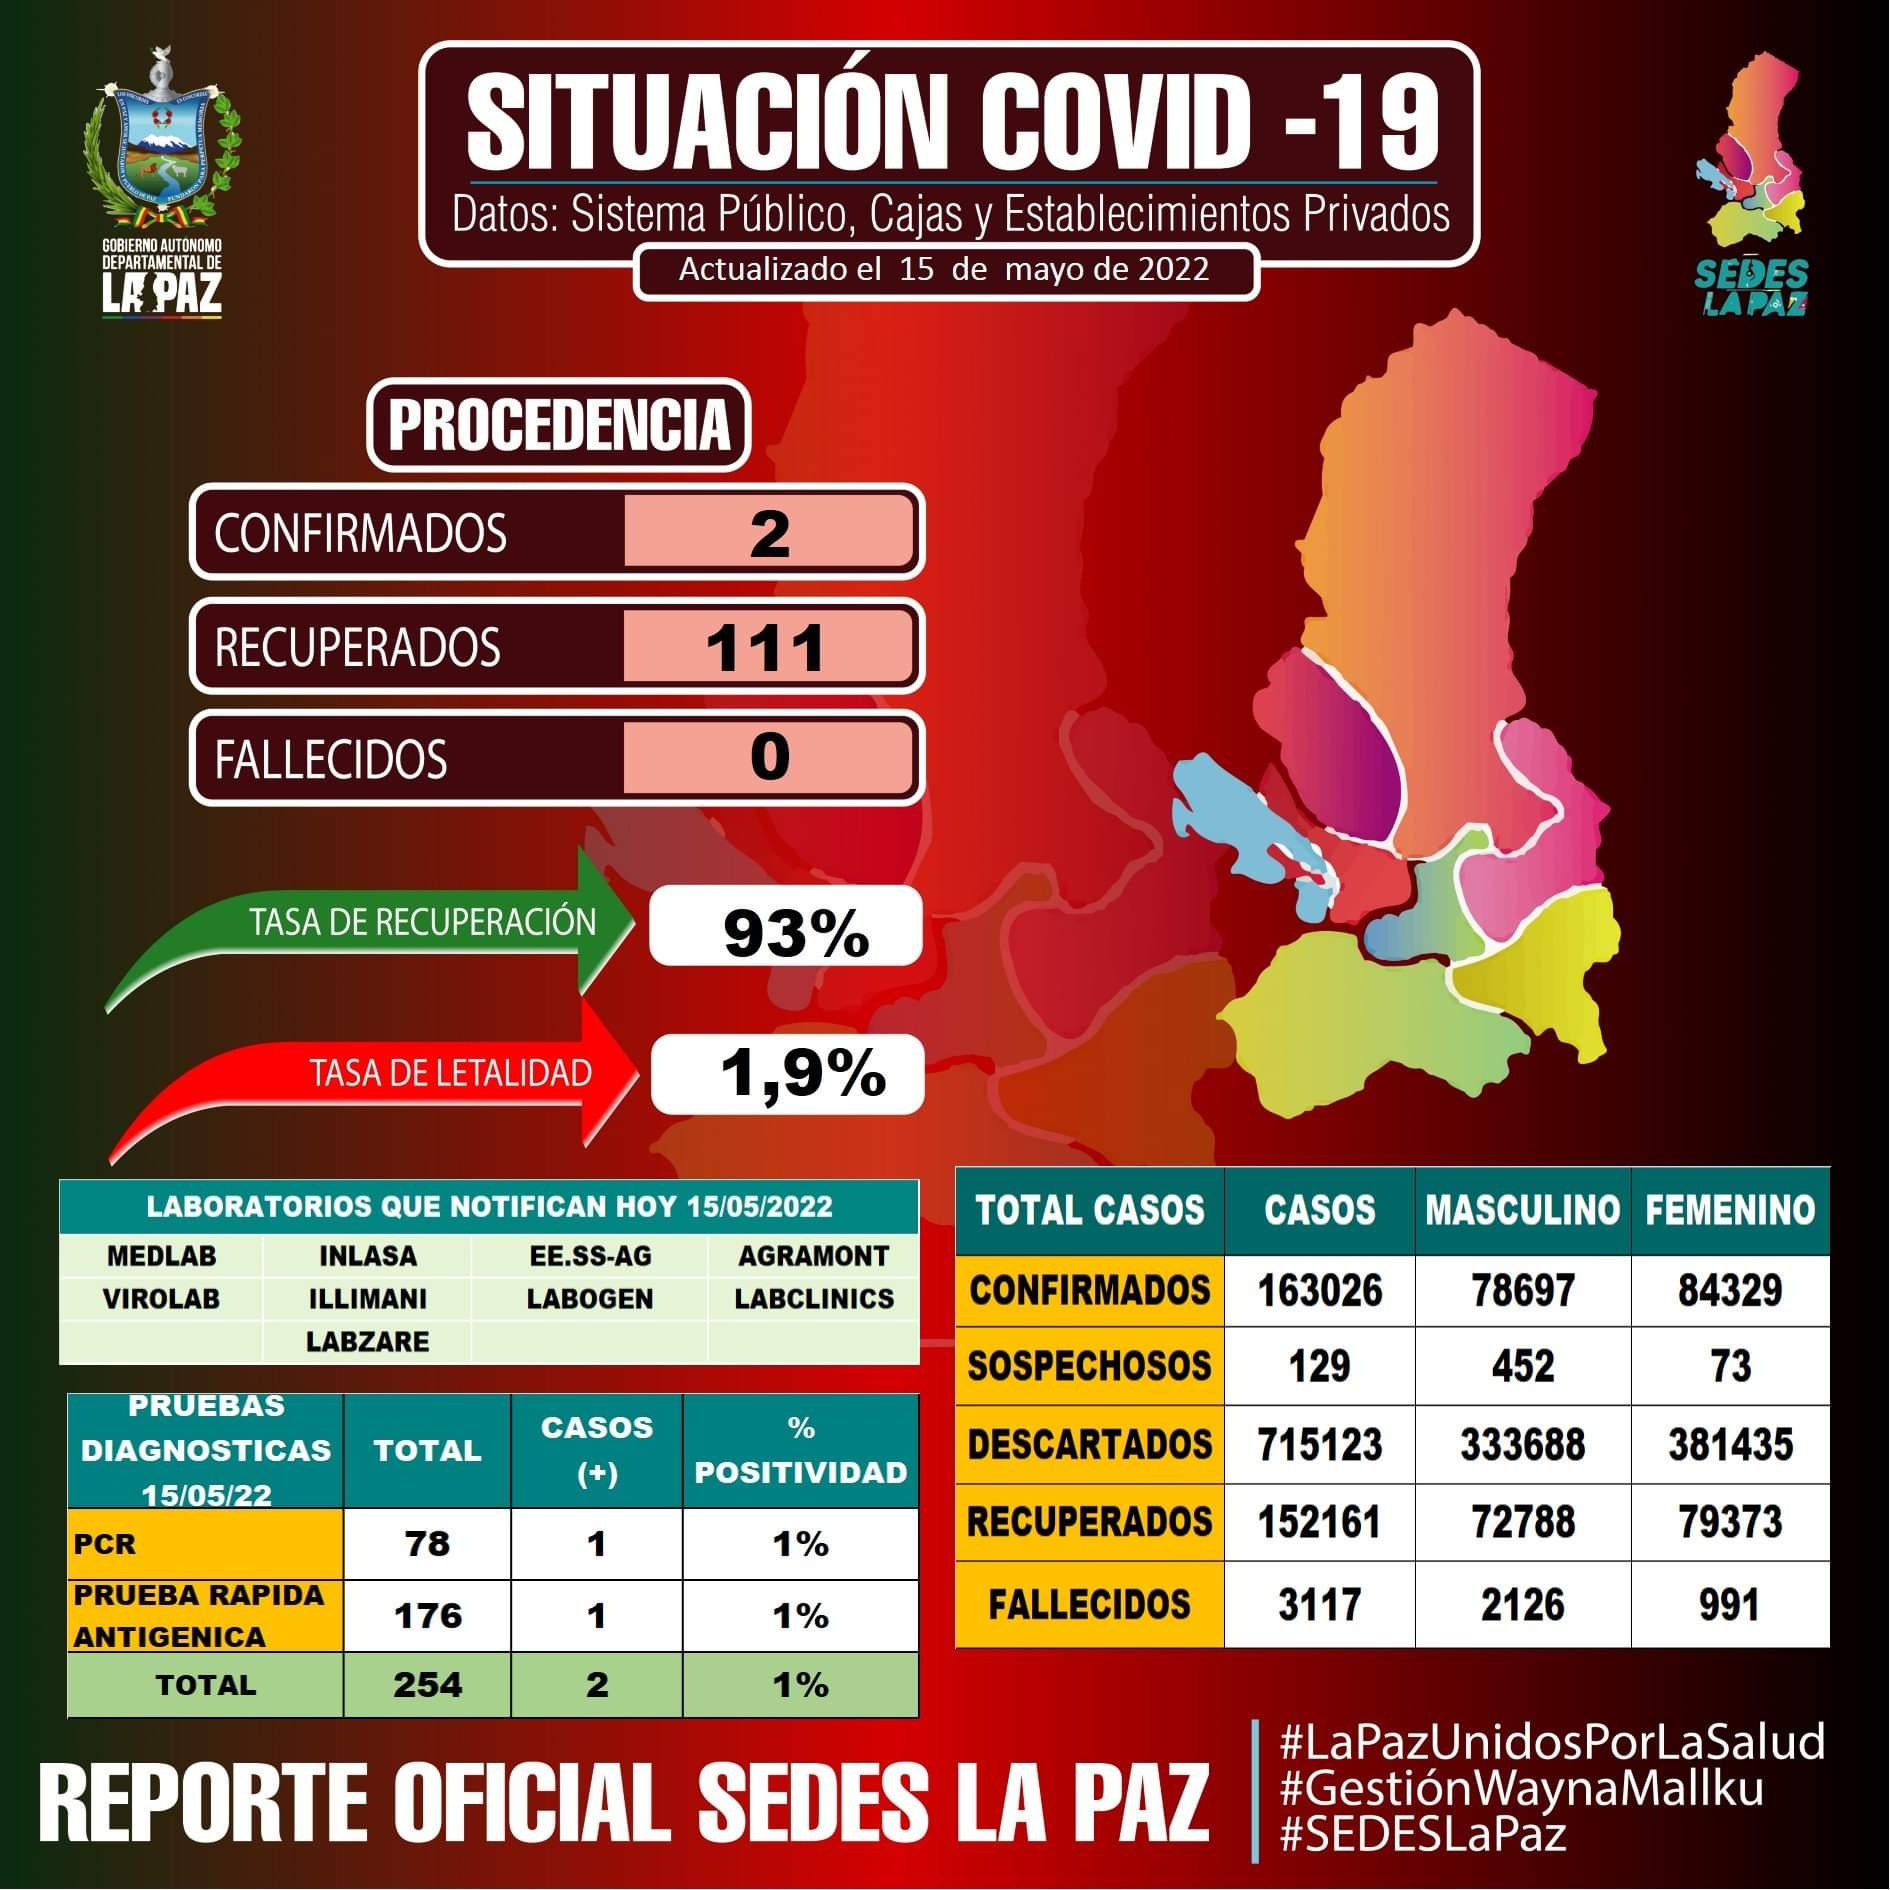 SITUACIÓN COVID -19
Datos: Sistema Público, Cajas y Establecimientos Privados
Actualizado el 15 de mayo de 2022
GOBIERNO AUTÓNOMO
DEPARTAMENTAL DE
LA PAZ
SEDES
LA PAZ
PROCEDENCIA
CONFIRMADOS 2
RECUPERADOS 111
FALLECIDOS 0
TASA DE RECUPERACIÓN 93%
TASA DE LETALIDAD 1,9%
LABORATORIOS QUE NOTIFICAN HOY 15/05/2022
MEDLAB INLASA EE.SS-AG AGRAMONT
VIROLAB ILLIMANI LABOGEN LABCLINICS
LABZARE
PRUEBAS
DIAGNOSTICAS
15/05/22
TOTAL
CASOS
(+)
%
POSITIVIDAD
PCR 78 1 1%
PRUEBA RAPIDA
ANTIGENICA
176 1 1%
TOTAL 254 2 1%
TOTAL CASOS CASOS MASCULINO FEMENINO
CONFIRMADOS 163026 78697 84329
SOSPECHOSOS 129 452 73
DESCARTADOS 715123 333688 381435
RECUPERADOS 152161 72788 79373
FALLECIDOS 3117 2126 991
REPORTE OFICIAL SEDES LA PAZ
#LaPazUnidosPorLaSalud
#GestiónWaynaMallku
#SEDESLaPaz